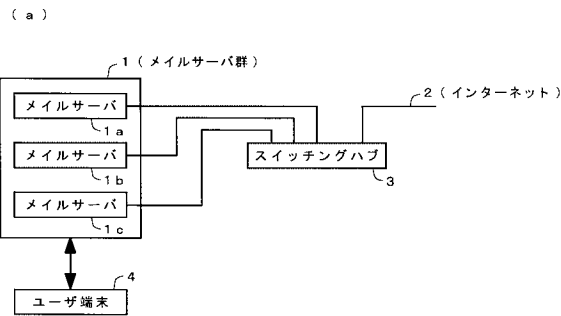 (a)
1(メイルサーバ群)
メイルサーバ
1a
2(インターネット)
メイルサーバ
1b
スイッチングハブ
3
メイルサーバ
1c
4
ユーザ端末